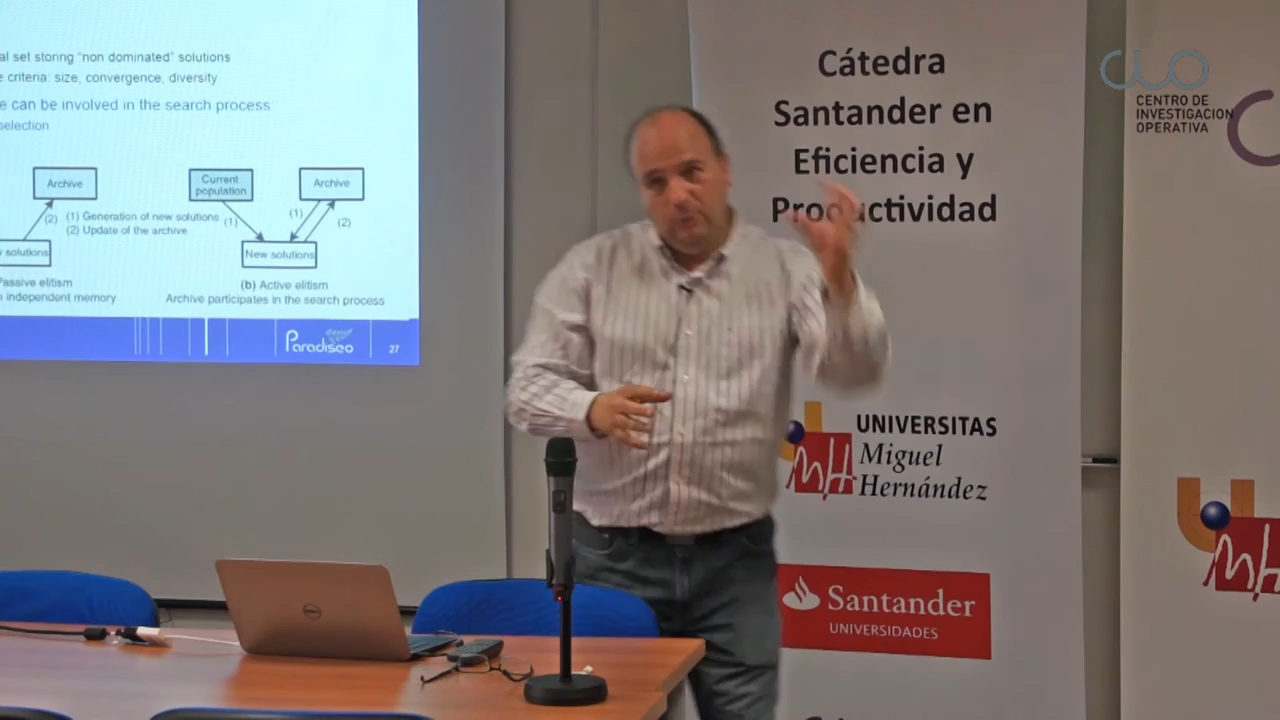 al set storing “non dominated” solutions
e criteria: size, convergence, diversity
e can be involved in the search process
selection
Archive
Current
population
Archive
(2)
(1) Generation of new solutions
(2) Update of the archive
(1)
(1)
(2)
solutions
New solutions
Passive elitism
(b) Active elitism
independent memory
Archive participates in the search process
Paradiseo
27
Cátedra
Santander en
Eficiencia y
Productividad
UNIVERSITAS
Miguel
Hernández
Santander
UNIVERSIDADES
CIO
CENTRO DE
INVESTIGACION
OPERATIVA